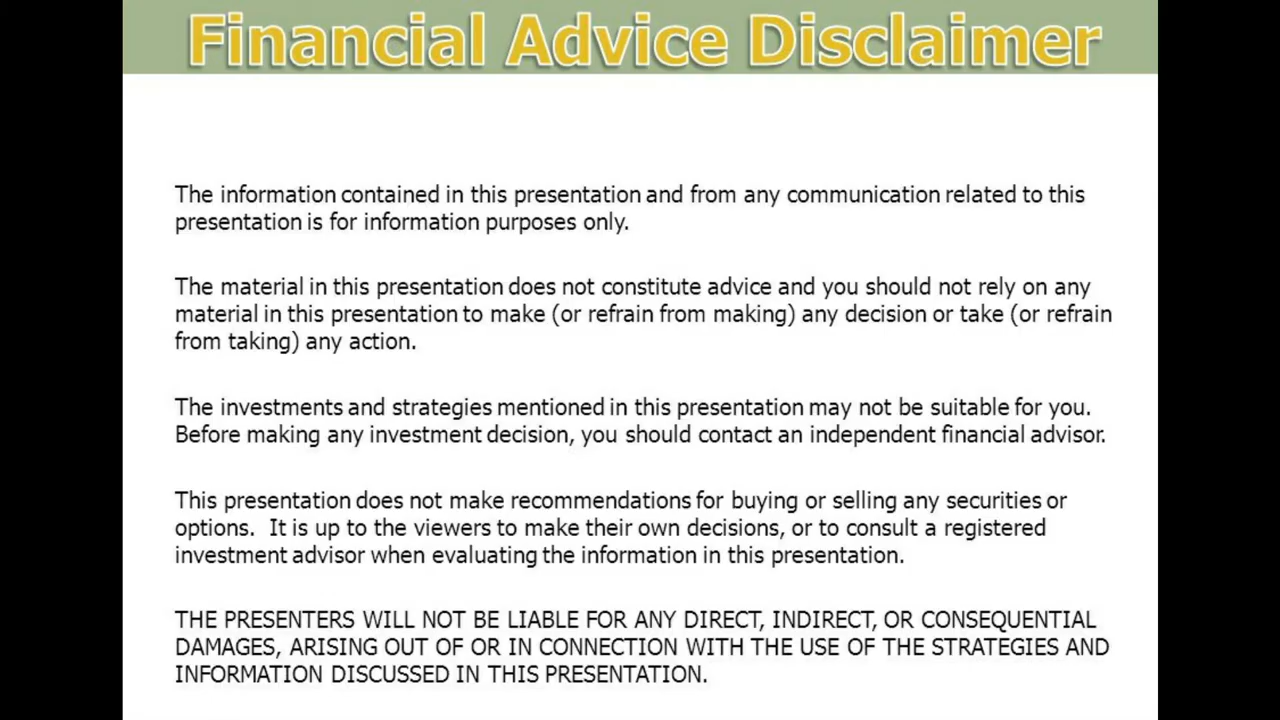 Financial Advice Disclaimer
The information contained in this presentation and from any communication related to this
presentation is for information purposes only.
The material in this presentation does not constitute advice and you should not rely on any
material in this presentation to make (or refrain from making) any decision or take (or refrain
from taking) any action.
The investments and strategies mentioned in this presentation may not be suitable for you.
Before making any investment decision, you should contact an independent financial advisor.
This presentation does not make recommendations for buying or selling any securities or
options.  It is up to the viewers to make their own decisions, or to consult a registered
investment advisor when evaluating the information in this presentation.
THE PRESENTERS WILL NOT BE LIABLE FOR ANY DIRECT, INDIRECT, OR CONSEQUENTIAL
DAMAGES, ARISING OUT OF OR IN CONNECTION WITH THE USE OF THE STRATEGIES AND
INFORMATION DISCUSSED IN THIS PRESENTATION.